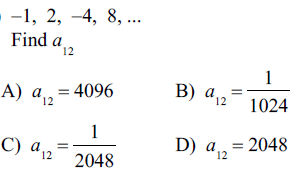 –1, 2, –4, 8, ...
Find a₁₂
A) a₁₂ = 4096
B) a₁₂ = 1/1024
C) a₁₂ = 1/2048
D) a₁₂ = 2048